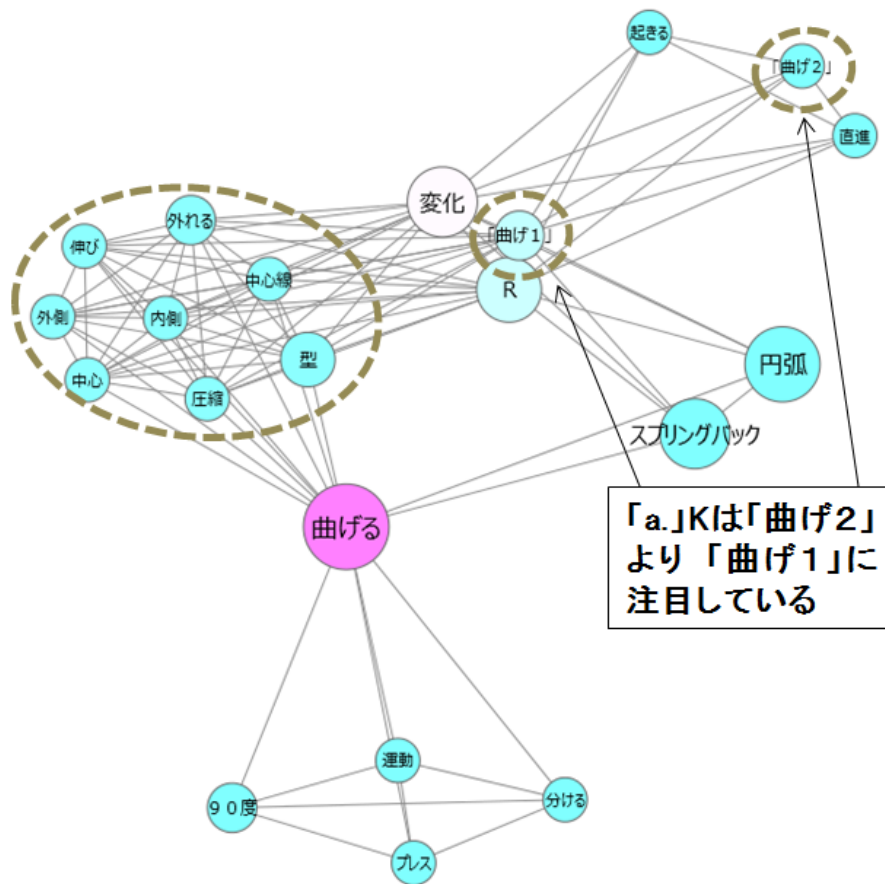 起きる
「曲げ2」
直進
変化
外れる
「曲げ1」
伸び
中心線
R
外側
内側
型
円弧
中心
圧縮
スプリングバック
曲げる
「a.」Kは「曲げ２」
より「曲げ１」に
注目している
運動
９０度
分ける
プレス